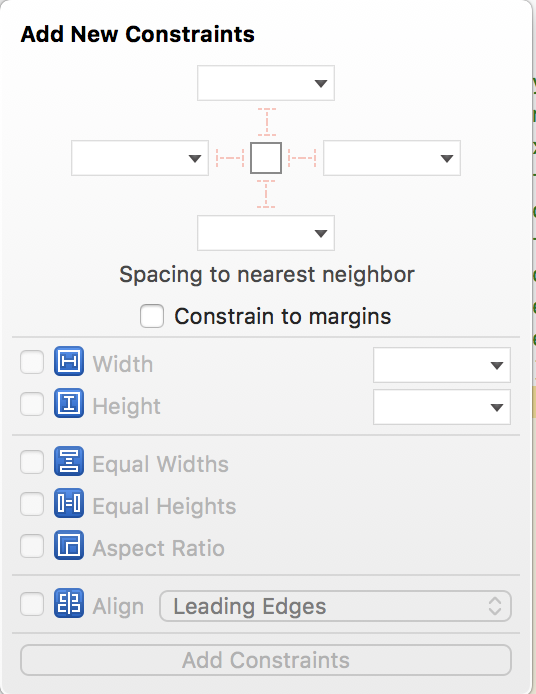 Add New Constraints
Spacing to nearest neighbor
Constrain to margins
Width
Height
Equal Widths
Equal Heights
Aspect Ratio
Align Leading Edges
Add Constraints